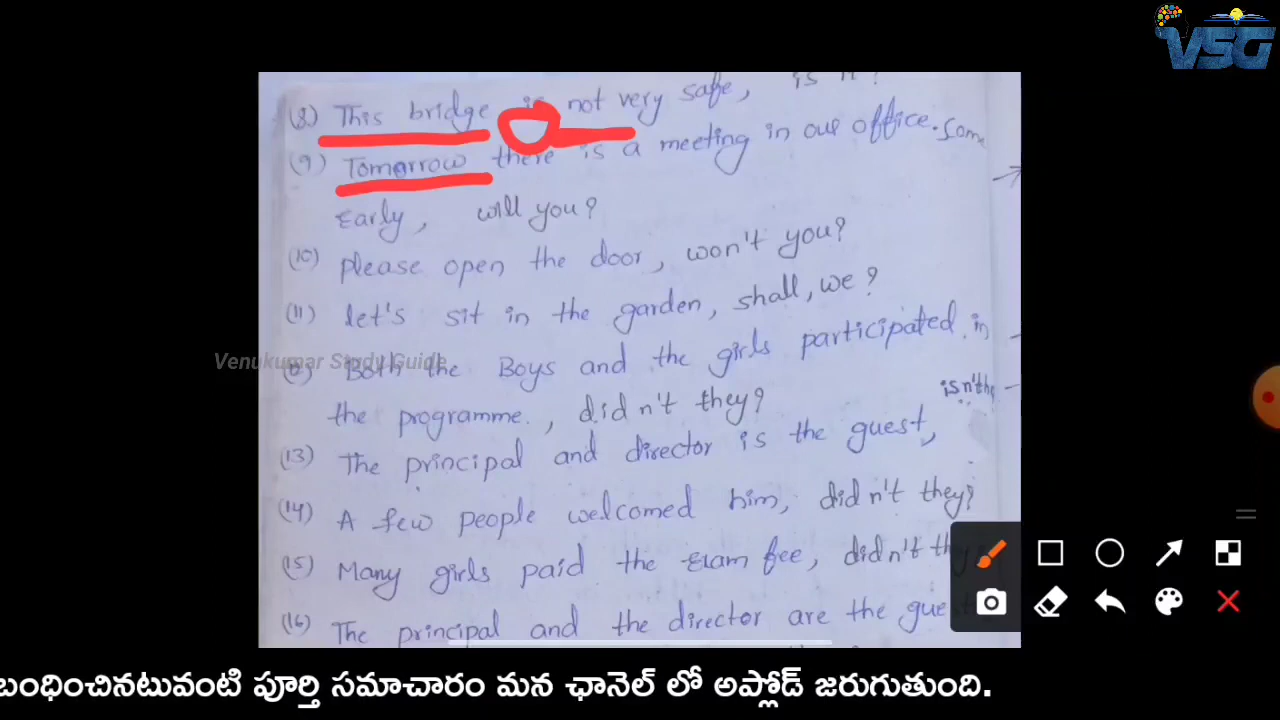 VSG
(8) This bridge is not very safe, is it?
(9) Tomorrow there is a meeting in our office. Come
Early, will you?
(10) please open the door, won't you?
(11) let's sit in the garden, shall, we?
Venukumar Study Guide
Both the Boys and the girls participated in
the programme., didn't they?
isn't
(13) The principal and director is the guest,
(14) A few people welcomed him, didn't they?
(15) Many girls paid the Exam fee, didn't
(16) The principal and the director are the
బంధించినటువంటి పూర్తి సమాచారం మన ఛానెల్ లో అప్లోడ్ జరుగుతుంది.